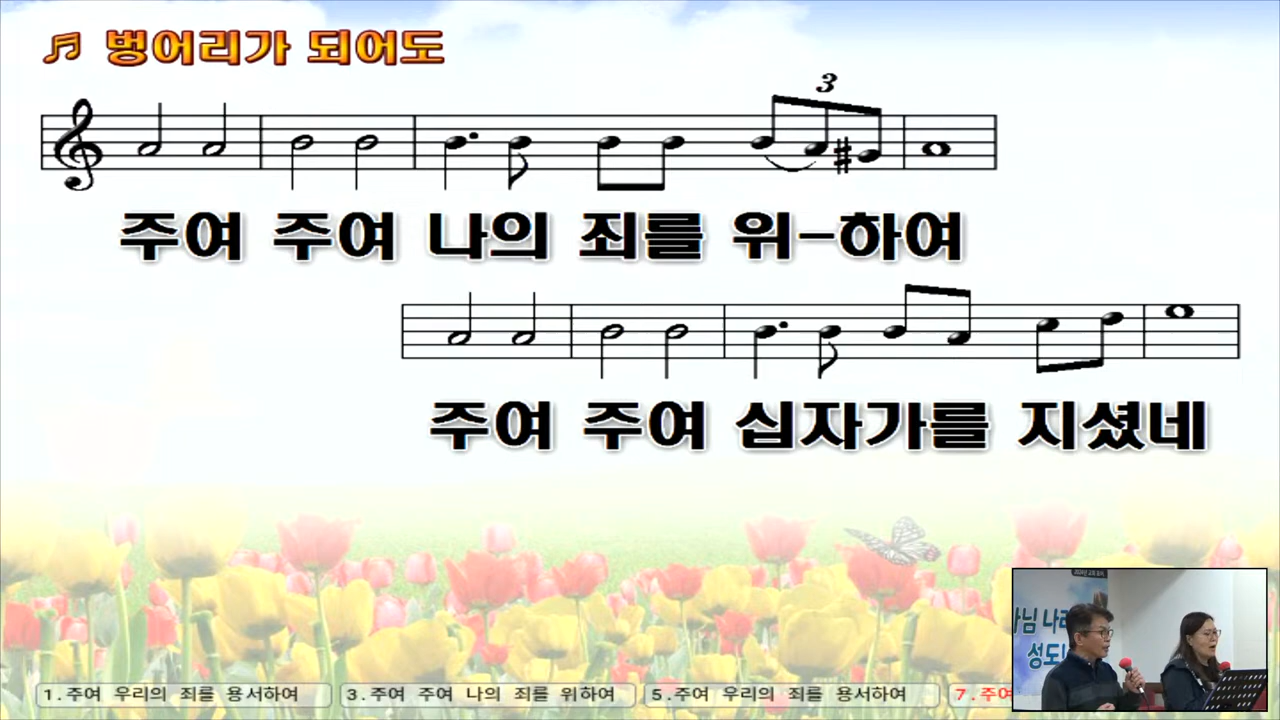 ♬ 벙어리가 되어도
3
주여 주여 나의 죄를 위-하여
주여 주여 십자가를 지셨네
1.주여 우리의 죄를 용서하여
3.주여 주여 나의 죄를 위하여
5.주여 우리의 죄를 용서하여
7.주여
성도